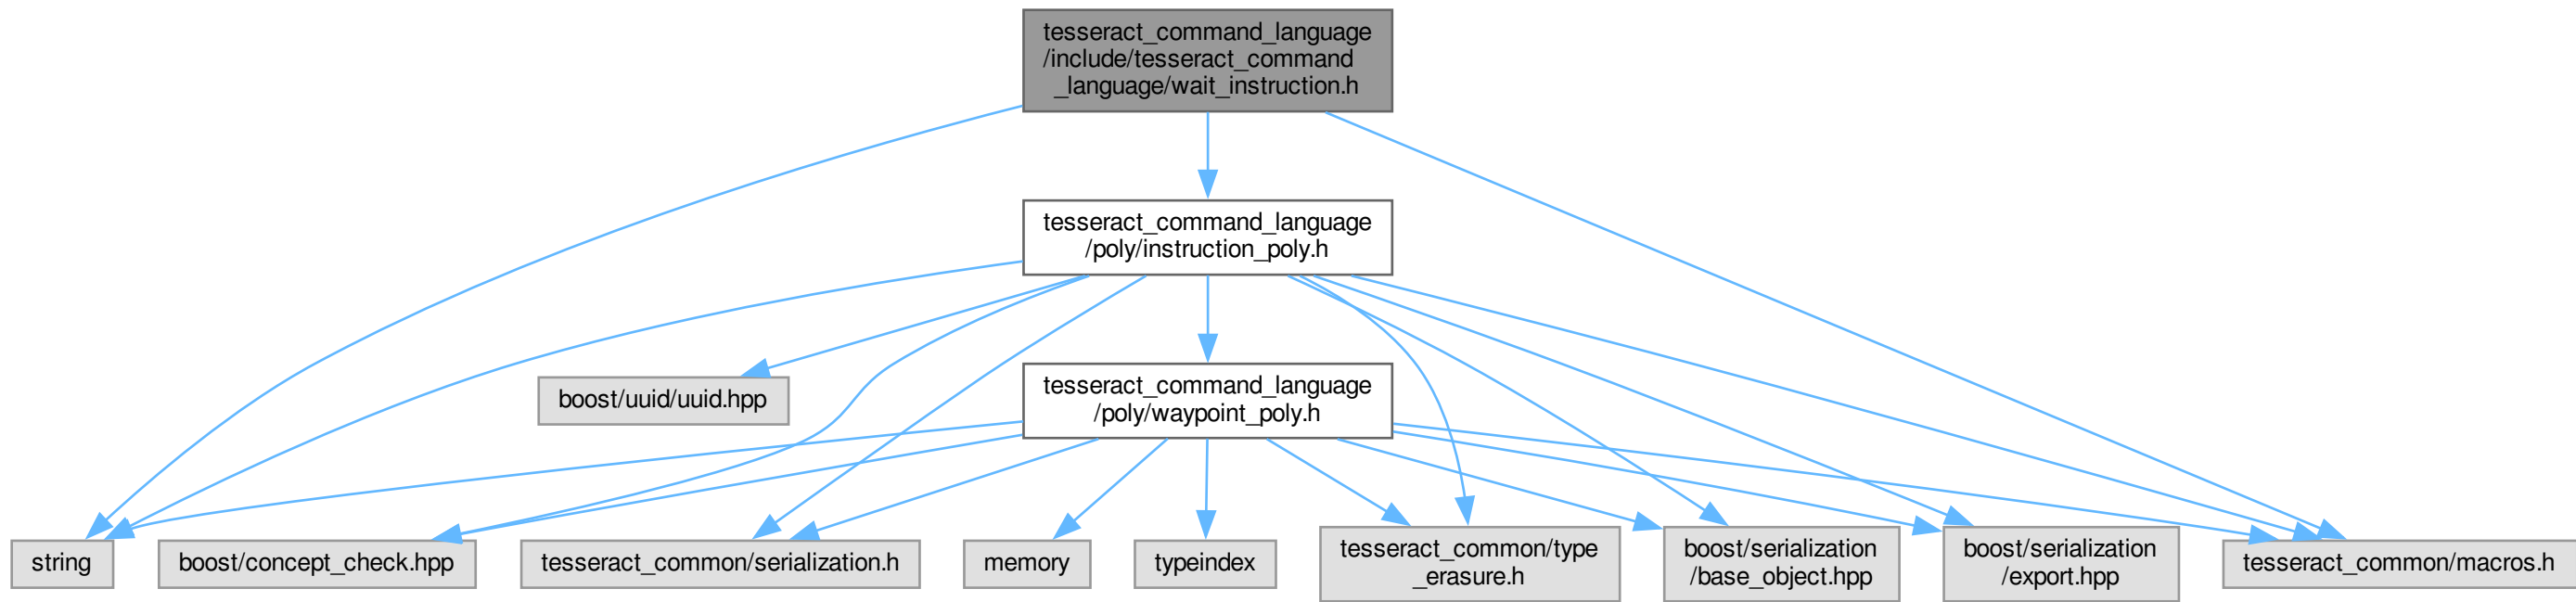 tesseract_command_language
/include/tesseract_command
_language/wait_instruction.h
tesseract_command_language
/poly/instruction_poly.h
boost/uuid/uuid.hpp
tesseract_command_language
/poly/waypoint_poly.h
string
boost/concept_check.hpp
tesseract_common/serialization.h
memory
typeindex
tesseract_common/type
_erasure.h
boost/serialization
/base_object.hpp
boost/serialization
/export.hpp
tesseract_common/macros.h